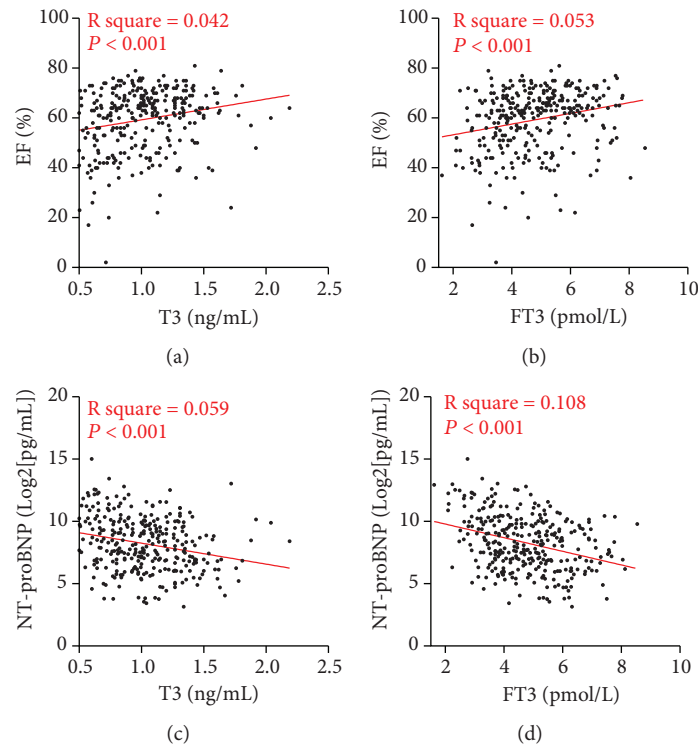 R square = 0.042
P < 0.001
100
80
60
40
20
0
EF (%)
0.5 1.0 1.5 2.0 2.5
T3 (ng/mL)
(a)
R square = 0.053
P < 0.001
100
80
60
40
20
0
EF (%)
2 4 6 8 10
FT3 (pmol/L)
(b)
R square = 0.059
P < 0.001
20
15
10
5
0
NT-proBNP (Log2[pg/mL])
0.5 1.0 1.5 2.0 2.5
T3 (ng/mL)
(c)
R square = 0.108
P < 0.001
20
15
10
5
0
NT-proBNP (Log2[pg/mL])
2 4 6 8 10
FT3 (pmol/L)
(d)